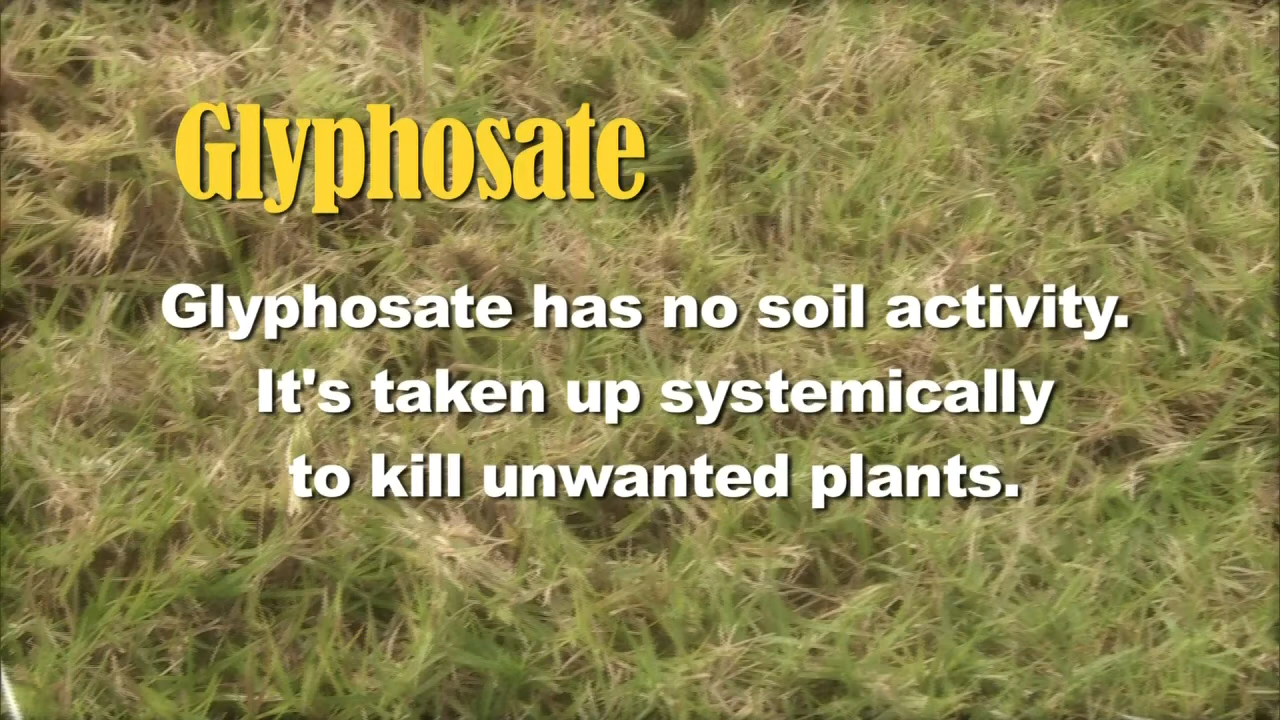 Glyphosate
Glyphosate has no soil activity.
It's taken up systemically
to kill unwanted plants.